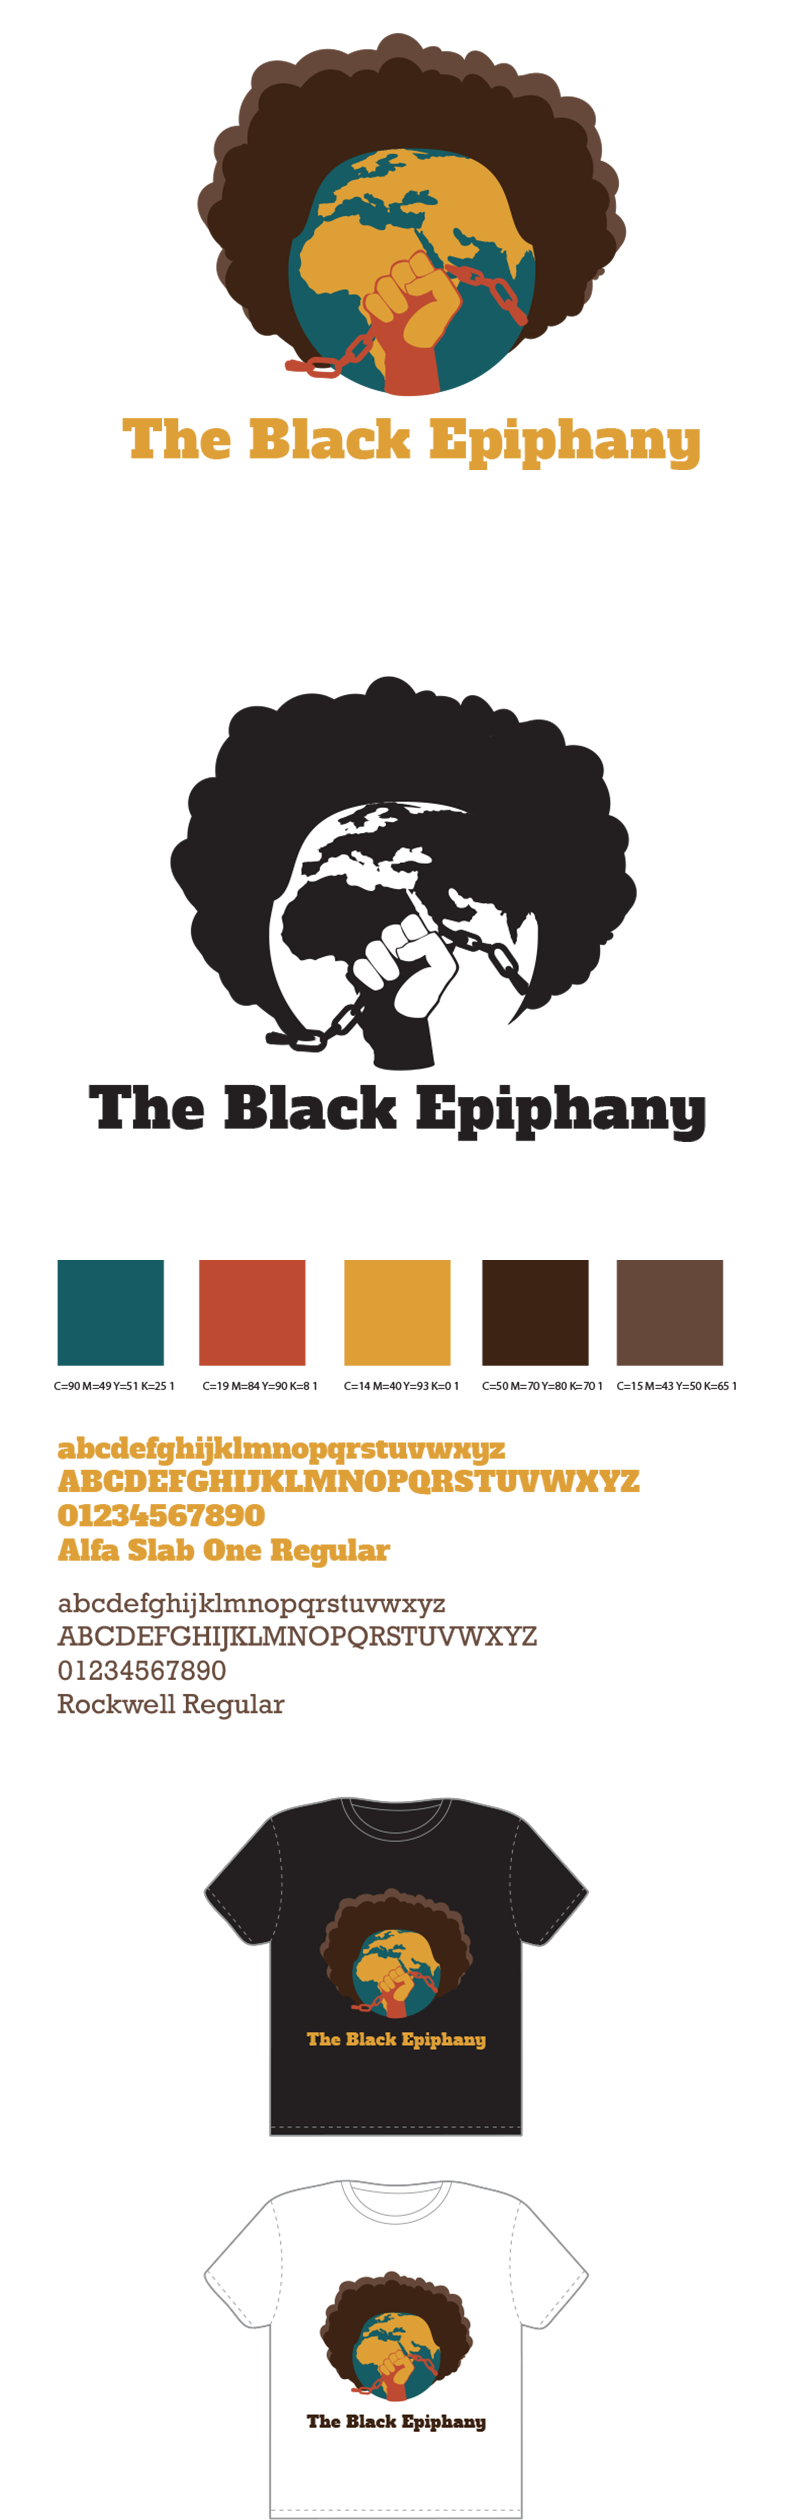 The Black Epiphany
The Black Epiphany
C=90 M=49 Y=51 K=25 1
C=19 M=84 Y=90 K=8 1
C=14 M=40 Y=93 K=0 1
C=50 M=70 Y=80 K=70 1
C=15 M=43 Y=50 K=65 1
abcdefghijklmnopqrstuvwxyz
ABCDEFGHIJKLMNOPQRSTUVWXYZ
01234567890
Alfa Slab One Regular
abcdefghijklmnopqrstuvwxyz
ABCDEFGHIJKLMNOPQRSTUVWXYZ
01234567890
Rockwell Regular
The Black Epiphany
The Black Epiphany